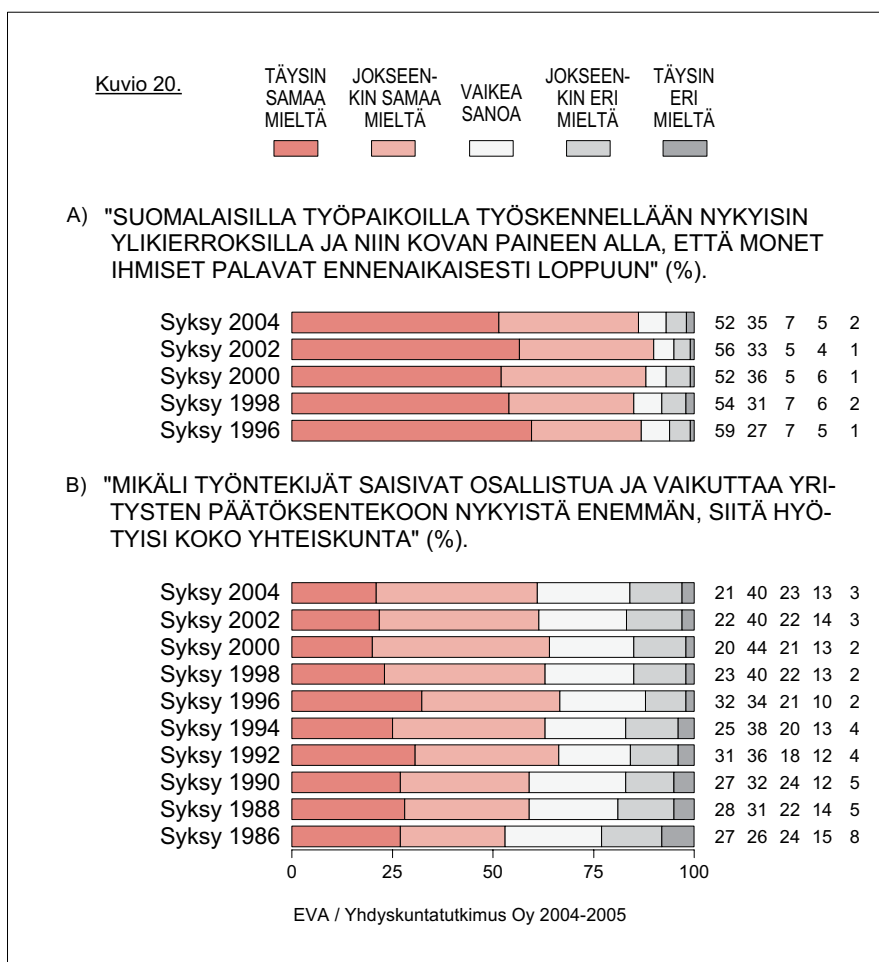 Kuvio 20.
TÄYSIN SAMAA MIELTÄ
JOKSEEN- KIN SAMAA MIELTÄ
VAIKEA SANOA
JOKSEEN- KIN ERI MIELTÄ
TÄYSIN ERI MIELTÄ
A) "SUOMALAISILLA TYÖPAIKOILLA TYÖSKENNELLÄÄN NYKYISIN
YLIKIERROKSILLA JA NIIN KOVAN PAINEEN ALLA, ETTÄ MONET
IHMISET PALAVAT ENNENAIKAISESTI LOPPUUN" (%).
Syksy 2004 52 35 7 5 2
Syksy 2002 56 33 5 4 1
Syksy 2000 52 36 5 6 1
Syksy 1998 54 31 7 6 2
Syksy 1996 59 27 7 5 1
B) "MIKÄLI TYÖNTEKIJÄT SAISIVAT OSALLISTUA JA VAIKUTTAA YRI-
TYSTEN PÄÄTÖKSENTEKOON NYKYISTÄ ENEMMÄN, SIITÄ HYÖ-
TYISI KOKO YHTEISKUNTA" (%).
Syksy 2004 21 40 23 13 3
Syksy 2002 22 40 22 14 3
Syksy 2000 20 44 21 13 2
Syksy 1998 23 40 22 13 2
Syksy 1996 32 34 21 10 2
Syksy 1994 25 38 20 13 4
Syksy 1992 31 36 18 12 4
Syksy 1990 27 32 24 12 5
Syksy 1988 28 31 22 14 5
Syksy 1986 27 26 24 15 8
0 25 50 75 100
EVA / Yhdyskuntatutkimus Oy 2004-2005